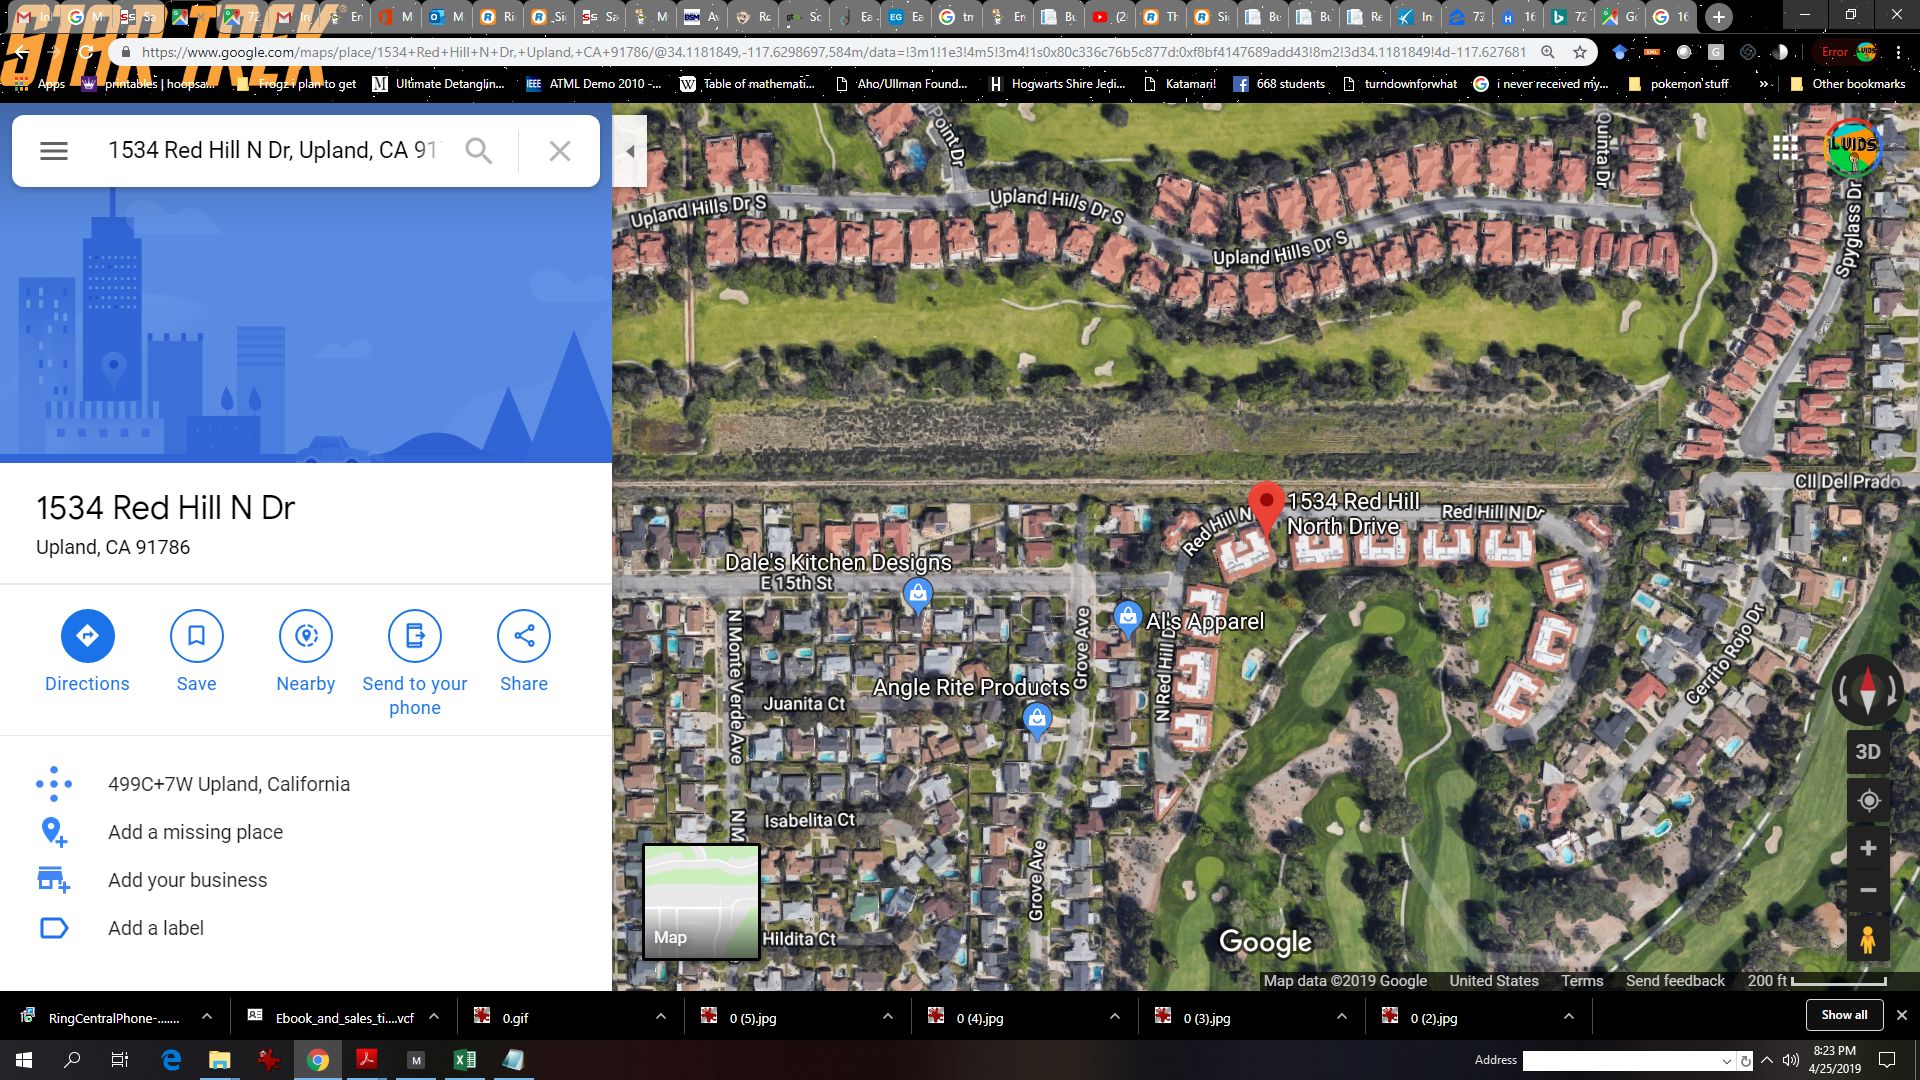 STAR TREK
https://www.google.com/maps/place/1534+Red+Hill+N+Dr,+Upland,+CA+91786/@34.1181849,-117.6298697,584m/data=!3m1!1e3!4m5!3m4!1s0x80c336c76b5c877d:0xf8bf4147689add43!8m2!3d34.1181849!4d-117.627681
Error
Apps
printables | hoopsa...
Frogz i plan to get
Ultimate Detanglin...
IEEE ATML Demo 2010 -...
W Table of mathemati...
Aho/Ullman Found...
H Hogwarts Shire Jedi...
Katamari!
668 students
turndownforwhat
i never received my...
pokemon stuff
»
Other bookmarks
1534 Red Hill N Dr, Upland, CA 917
LUIDS
1534 Red Hill N Dr
Upland, CA 91786
Directions
Save
Nearby
Send to your
phone
Share
499C+7W Upland, California
Add a missing place
Add your business
Add a label
Point Dr
Quinta Dr
Upland Hills Dr S
Upland Hills Dr S
Upland Hills Dr S
Spyglass Dr
Cll Del Prado
Red Hill N
1534 Red Hill
North Drive
Red Hill N Dr
Dale's Kitchen Designs
E 15th St
Al's Apparel
N Monte Verde Ave
Grove Ave
N Red Hill D
Cerrito Rojo Dr
Angle Rite Products
Juanita Ct
Isabelita Ct
N M
Grove Ave
Hildita Ct
Map
3D
Google
Map data ©2019 Google
United States
Terms
Send feedback
200 ft
RingCentralPhone-.......
Ebook_and_sales_ti....vcf
0.gif
0 (5).jpg
0 (4).jpg
0 (3).jpg
0 (2).jpg
Show all
Address
8:23 PM
4/25/2019